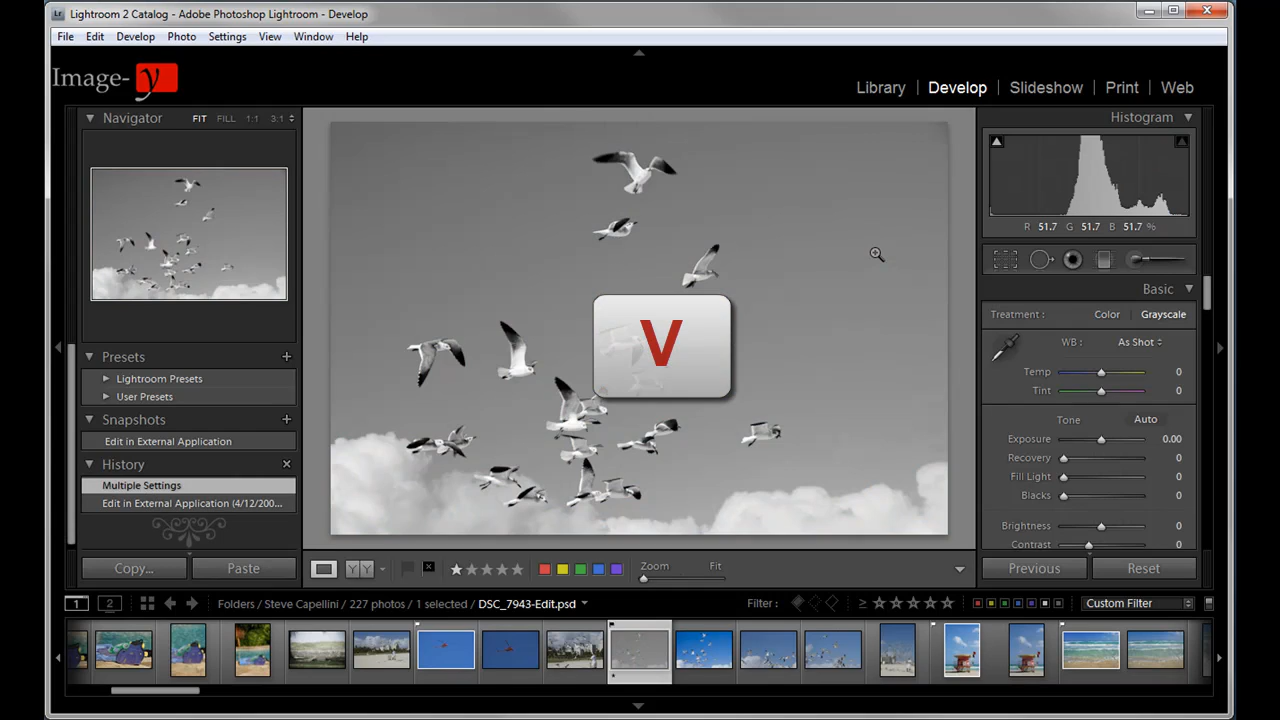 Lr Lightroom 2 Catalog - Adobe Photoshop Lightroom - Develop
File Edit Develop Photo Settings View Window Help
Image-y
Library | Develop | Slideshow | Print | Web
Navigator FIT FILL 1:1 3:1
Histogram
R 51.7 G 51.7 B 51.7 %
Basic
Treatment : Color Grayscale
WB : As Shot
Temp 0
Tint 0
Tone Auto
Exposure 0.00
Recovery 0
Fill Light 0
Blacks 0
Brightness 0
Contrast 0
V
Presets
Lightroom Presets
User Presets
Snapshots
Edit in External Application
History
Multiple Settings
Edit in External Application (4/12/200...
Copy... Paste
Y Y
Zoom Fit
Previous Reset
1 2
Folders / Steve Capellini / 227 photos / 1 selected / DSC_7943-Edit.psd
Filter : ≥ Custom Filter